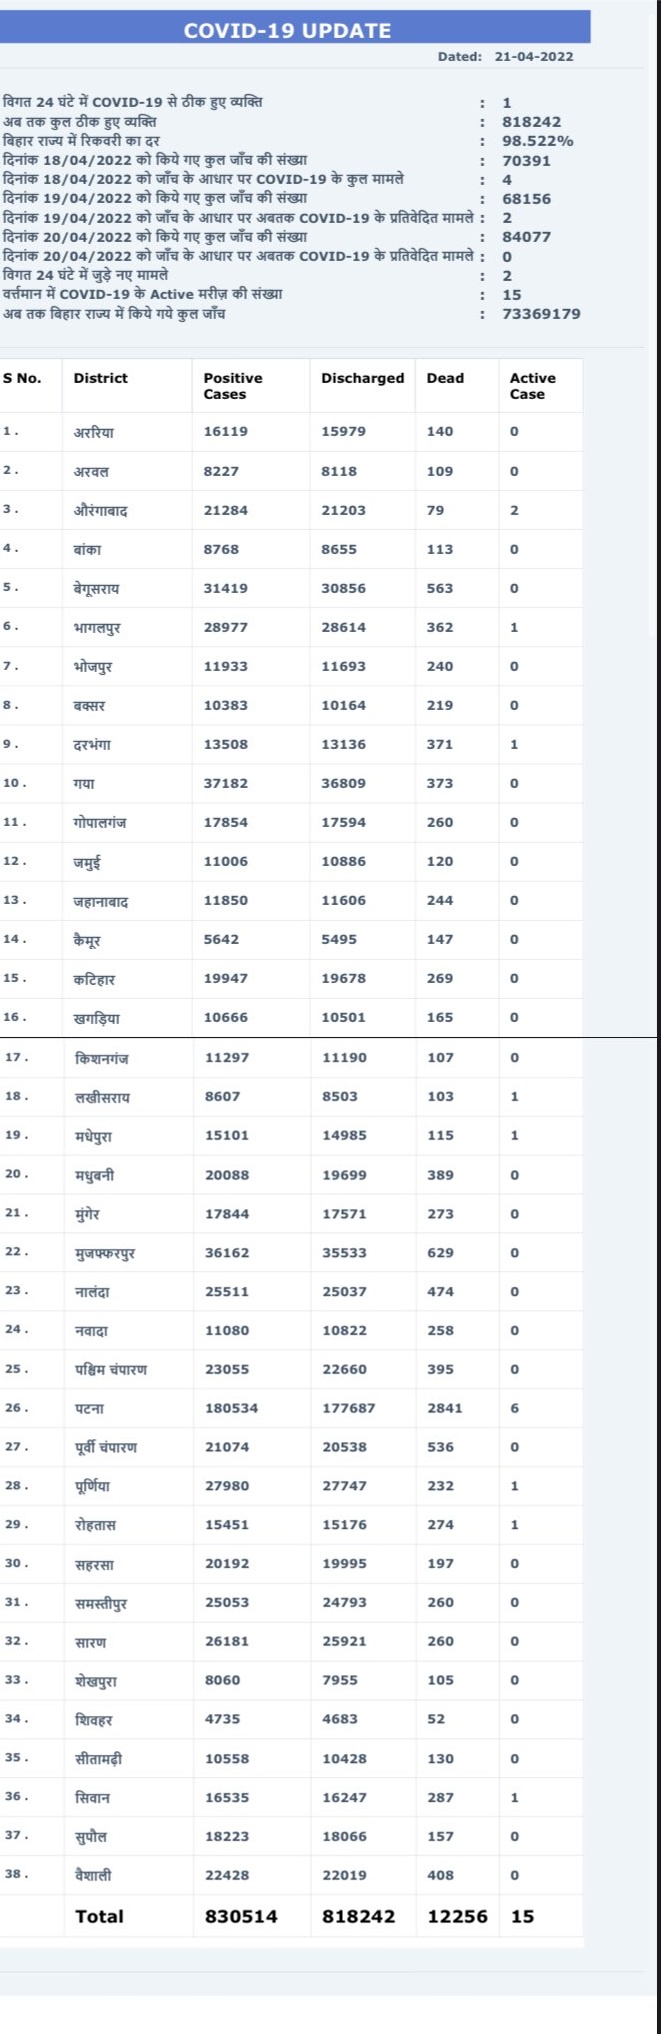 COVID-19 UPDATE
Dated: 21-04-2022
विगत 24 घंटे में COVID-19 से ठीक हुए व्यक्ति : 1
अब तक कुल ठीक हुए व्यक्ति : 818242
बिहार राज्य में रिकवरी का दर : 98.522%
दिनांक 18/04/2022 को किये गए कुल जाँच की संख्या : 70391
दिनांक 18/04/2022 को जाँच के आधार पर COVID-19 के कुल मामले : 4
दिनांक 19/04/2022 को किये गए कुल जाँच की संख्या : 68156
दिनांक 19/04/2022 को जाँच के आधार पर अबतक COVID-19 के प्रतिवेदित मामले : 2
दिनांक 20/04/2022 को किये गए कुल जाँच की संख्या : 84077
दिनांक 20/04/2022 को जाँच के आधार पर अबतक COVID-19 के प्रतिवेदित मामले : 0
विगत 24 घंटे में जुड़े नए मामले : 2
वर्त्तमान में COVID-19 के Active मरीज़ की संख्या : 15
अब तक बिहार राज्य में किये गये कुल जाँच : 73369179
S No. District Positive Cases Discharged Dead Active Case
1 . अररिया 16119 15979 140 0
2 . अरवल 8227 8118 109 0
3 . औरंगाबाद 21284 21203 79 2
4 . बांका 8768 8655 113 0
5 . बेगूसराय 31419 30856 563 0
6 . भागलपुर 28977 28614 362 1
7 . भोजपुर 11933 11693 240 0
8 . बक्सर 10383 10164 219 0
9 . दरभंगा 13508 13136 371 1
10 . गया 37182 36809 373 0
11 . गोपालगंज 17854 17594 260 0
12 . जमुई 11006 10886 120 0
13 . जहानाबाद 11850 11606 244 0
14 . कैमूर 5642 5495 147 0
15 . कटिहार 19947 19678 269 0
16 . खगड़िया 10666 10501 165 0
17 . किशनगंज 11297 11190 107 0
18 . लखीसराय 8607 8503 103 1
19 . मधेपुरा 15101 14985 115 1
20 . मधुबनी 20088 19699 389 0
21 . मुंगेर 17844 17571 273 0
22 . मुजफ्फरपुर 36162 35533 629 0
23 . नालंदा 25511 25037 474 0
24 . नवादा 11080 10822 258 0
25 . पश्चिम चंपारण 23055 22660 395 0
26 . पटना 180534 177687 2841 6
27 . पूर्वी चंपारण 21074 20538 536 0
28 . पूर्णिया 27980 27747 232 1
29 . रोहतास 15451 15176 274 1
30 . सहरसा 20192 19995 197 0
31 . समस्तीपुर 25053 24793 260 0
32 . सारण 26181 25921 260 0
33 . शेखपुरा 8060 7955 105 0
34 . शिवहर 4735 4683 52 0
35 . सीतामढ़ी 10558 10428 130 0
36 . सिवान 16535 16247 287 1
37 . सुपौल 18223 18066 157 0
38 . वैशाली 22428 22019 408 0
Total 830514 818242 12256 15